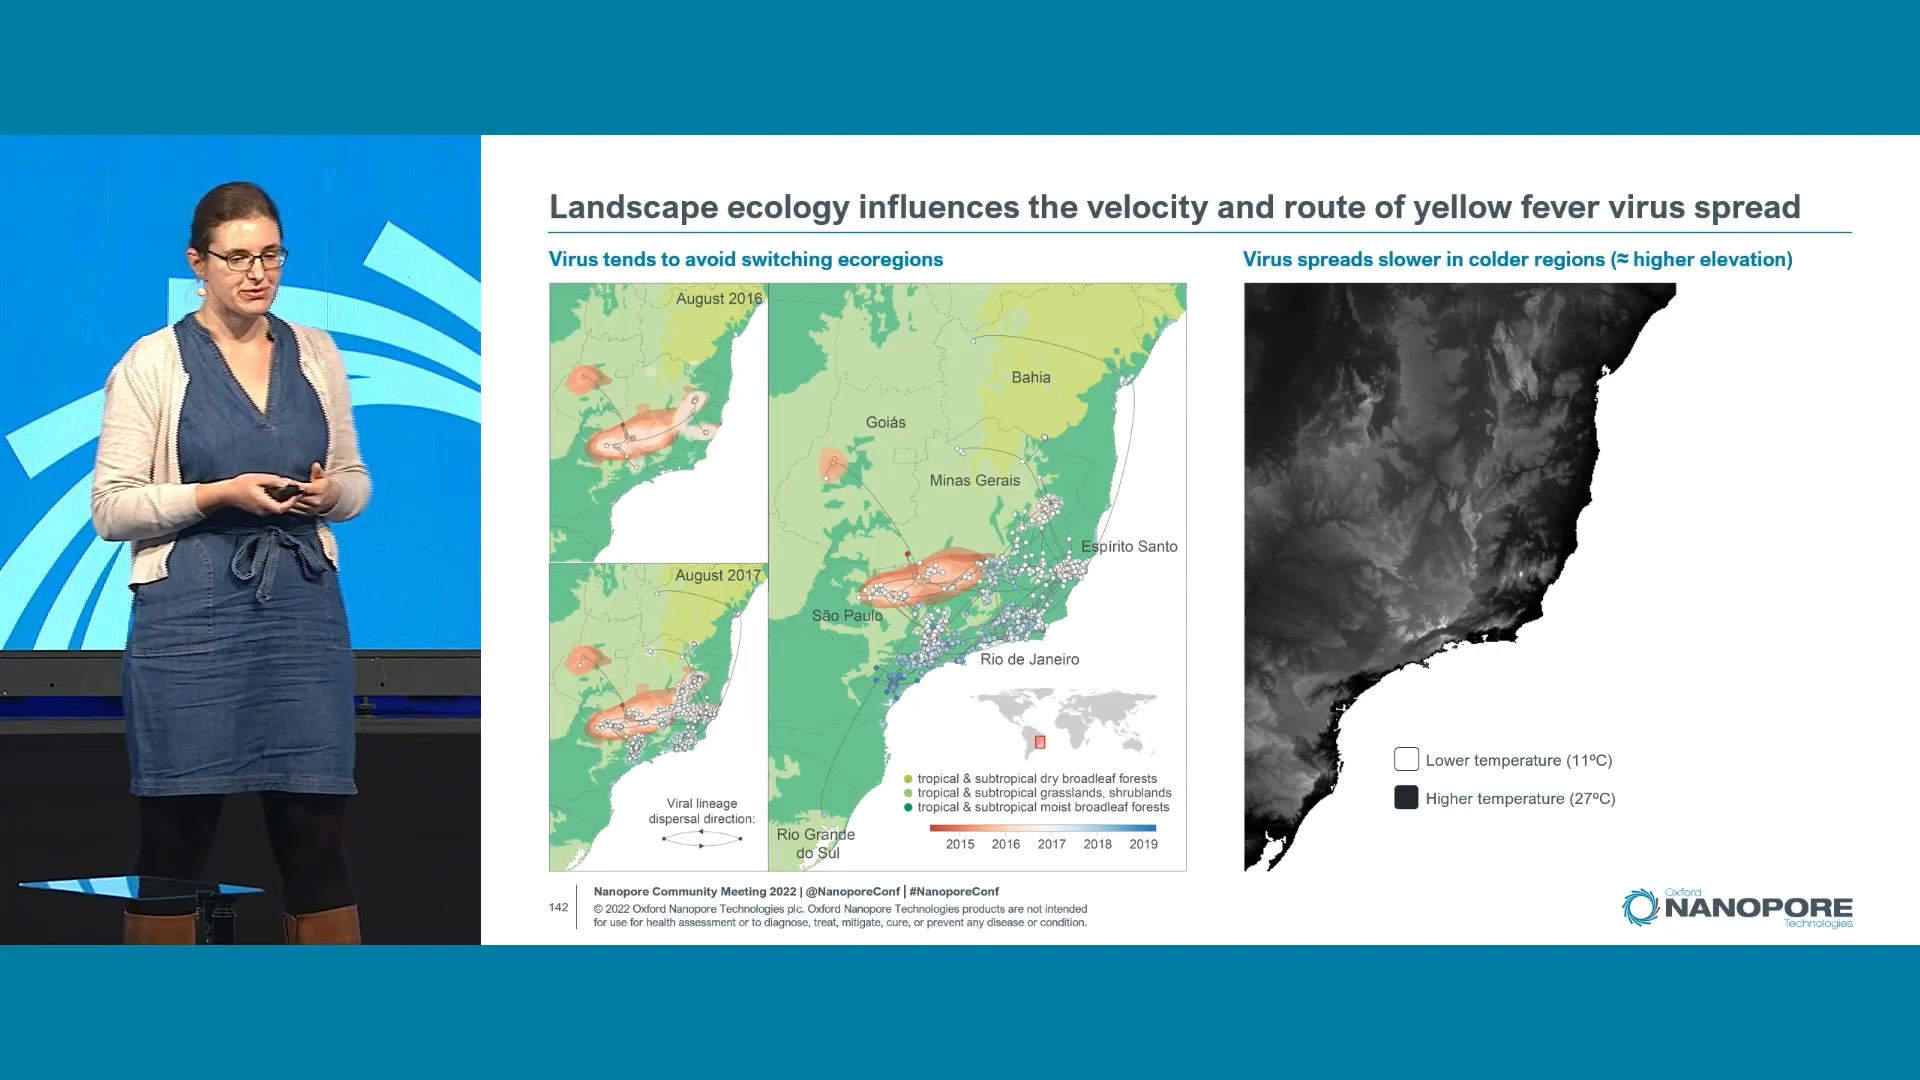 Landscape ecology influences the velocity and route of yellow fever virus spread
Virus tends to avoid switching ecoregions
August 2016
August 2017
Viral lineage
dispersal direction:
Bahia
Goiás
Minas Gerais
Espírito Santo
São Paulo
Rio de Janeiro
Rio Grande
do Sul
tropical & subtropical dry broadleaf forests
tropical & subtropical grasslands, shrublands
tropical & subtropical moist broadleaf forests
2015 2016 2017 2018 2019
Virus spreads slower in colder regions (≈ higher elevation)
Lower temperature (11ºC)
Higher temperature (27ºC)
142
Nanopore Community Meeting 2022 | @NanoporeConf | #NanoporeConf
© 2022 Oxford Nanopore Technologies plc. Oxford Nanopore Technologies products are not intended
for use for health assessment or to diagnose, treat, mitigate, cure, or prevent any disease or condition.
Oxford
NANOPORE
Technologies